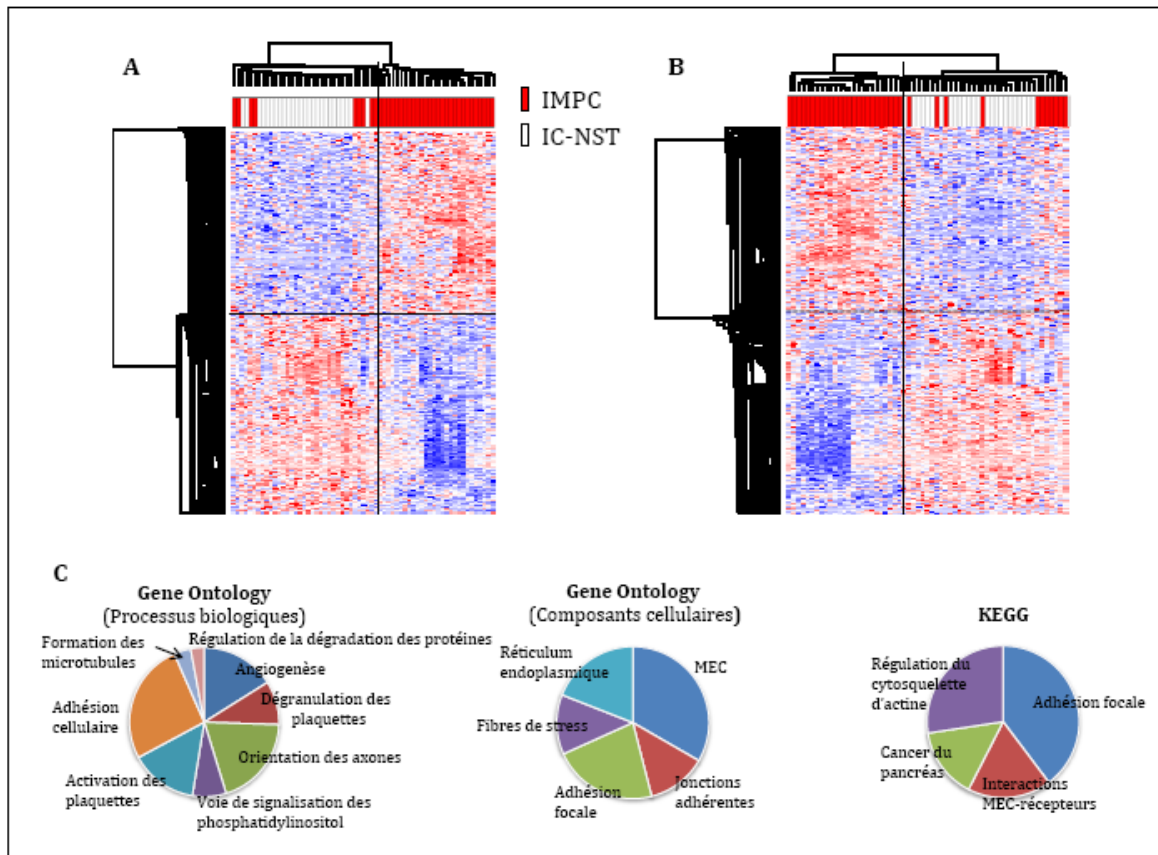 A
IMPC
IC-NST
B
C
Gene Ontology
(Processus biologiques)
Formation des
microtubules
Régulation de la dégradation des protéines
Angiogenèse
Dégranulation des
plaquettes
Adhésion
cellulaire
Orientation des axones
Activation des
plaquettes
Voie de signalisation des
phosphatidylinositol
Gene Ontology
(Composants cellulaires)
Réticulum
endoplasmique
MEC
Fibres de stress
Adhésion
focale
Jonctions
adhérentes
KEGG
Régulation du
cytosquelette
d'actine
Adhésion focale
Cancer du
pancréas
Interactions
MEC-récepteurs